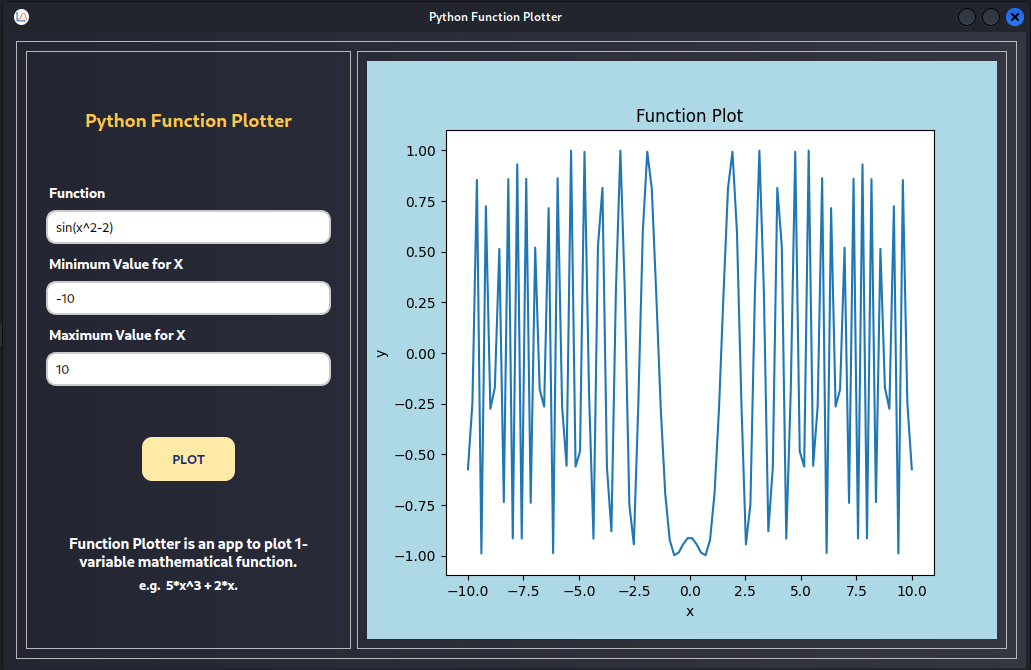 Python Function Plotter
Python Function Plotter
Function
sin(x^2-2)
Minimum Value for X
-10
Maximum Value for X
10
PLOT
Function Plotter is an app to plot 1-
variable mathematical function.
e.g. 5*x^3 + 2*x.
Function Plot
1.00
0.75
0.50
0.25
0.00
−0.25
−0.50
−0.75
−1.00
y
−10.0 −7.5 −5.0 −2.5 0.0 2.5 5.0 7.5 10.0
x